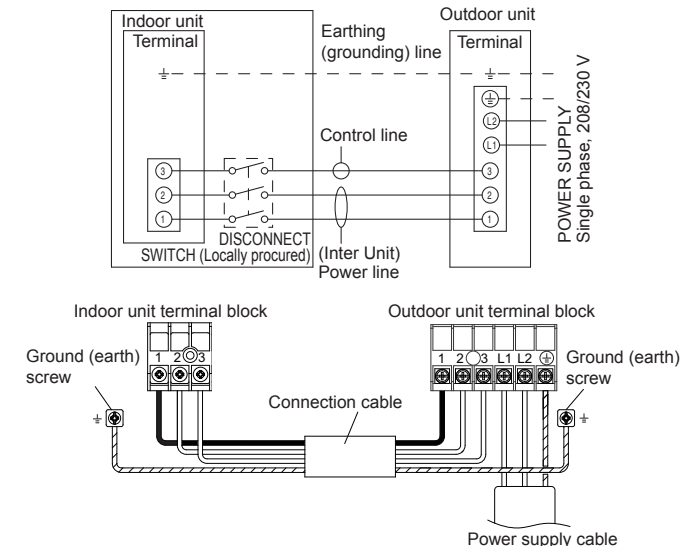 Indoor unit
Terminal
Earthing
(grounding) line
Outdoor unit
Terminal
L2
L1
3
2
1
Control line
3
2
1
DISCONNECT
SWITCH (Locally procured)
(Inter Unit)
Power line
POWER SUPPLY
Single phase, 208/230 V
Indoor unit terminal block
Outdoor unit terminal block
Ground (earth)
screw
1 2 3
1 2 3 L1 L2
Ground (earth)
screw
Connection cable
Power supply cable